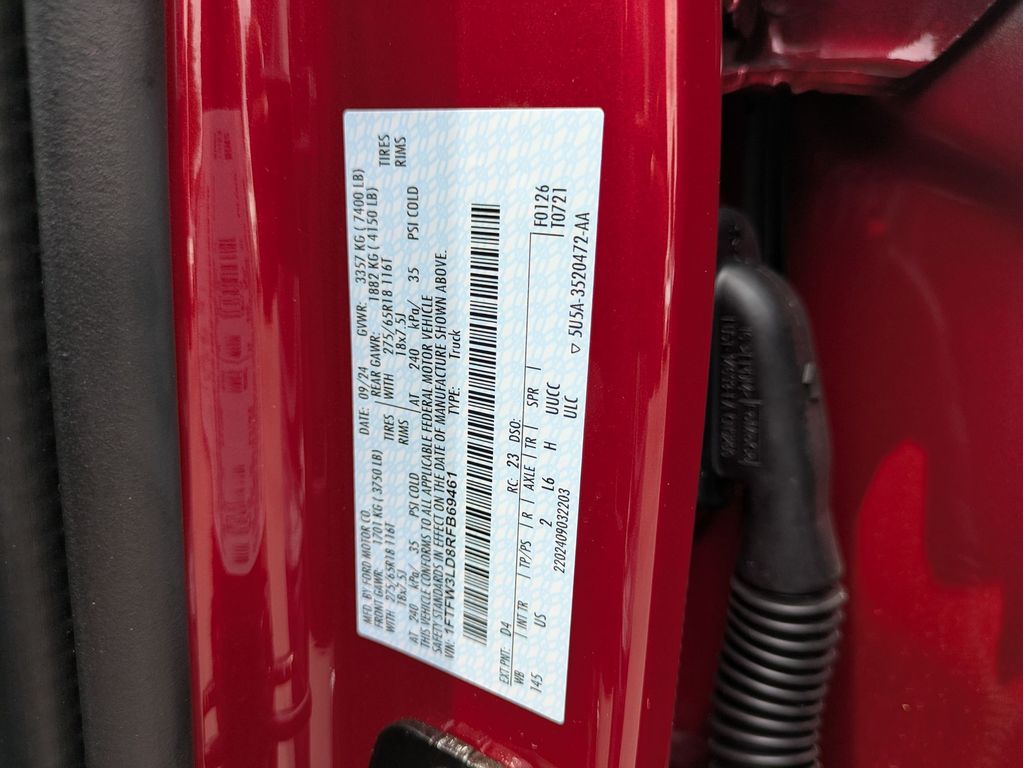 MFD. BY FORD MOTOR CO. DATE: 09/24 GVWR: 3357 KG ( 7400 LB)
FRONT GAWR: 1701 KG ( 3750 LB) REAR GAWR: 1882 KG ( 4150 LB)
WITH 275/65R18 116T TIRES WITH 275/65R18 116T TIRES
18x7.5J RIMS 18x7.5J RIMS
AT 240 kPa/ 35 PSI COLD AT 240 kPa/ 35 PSI COLD
THIS VEHICLE CONFORMS TO ALL APPLICABLE FEDERAL MOTOR VEHICLE
SAFETY STANDARDS IN EFFECT ON THE DATE OF MANUFACTURE SHOWN ABOVE.
VIN: 1FTFW3LD8RFB69461 TYPE: Truck
EXT PNT: D4 RC: 23 DSO: F0126
WB INT TR TP/PS R AXLE TR SPR T0721
145 US 2 L6 H UUCC
2202409032203 ULC ▽ 5U5A-3520472-AA